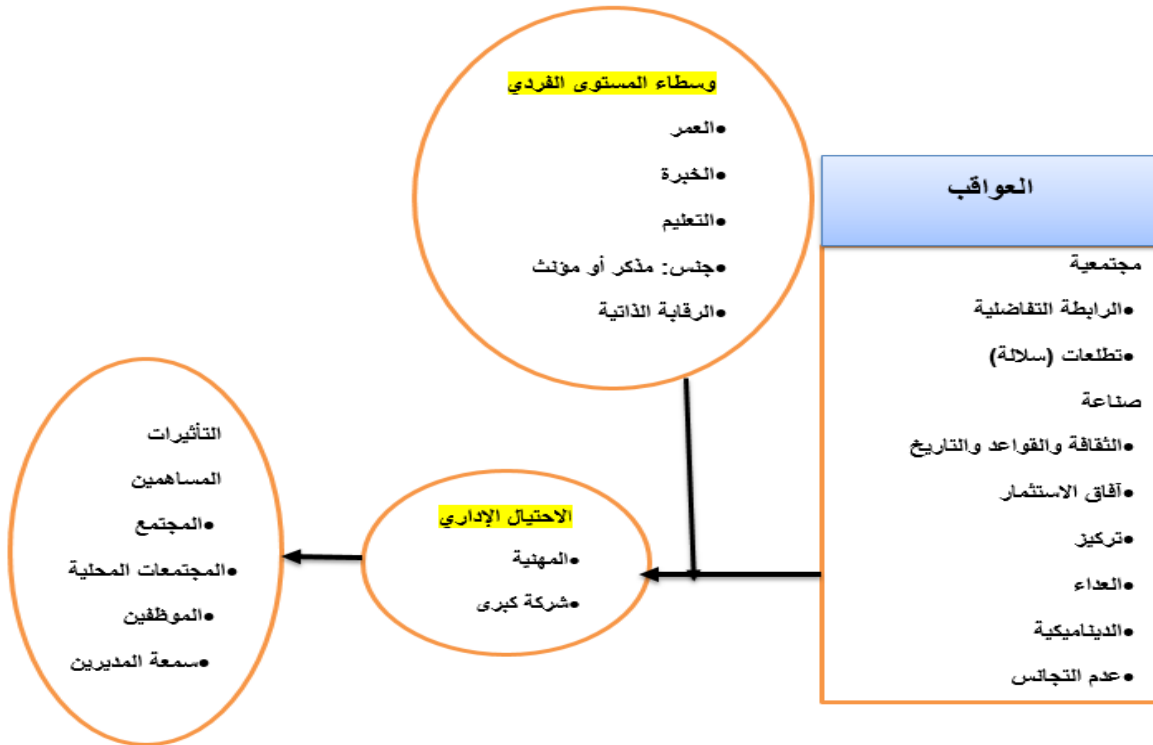 العواقب
مجتمعية
•الرابطة التفاضلية
•تطلعات (سلالة)
صناعة
•الثقافة والقواعد والتاريخ
•آفاق الاستثمار
•تركيز
•العداء
•الديناميكية
•عدم التجانس
وسطاء المستوى الفردي
•العمر
•الخبرة
•التعليم
•جنس: مذكر أو مؤنث
•الرقابة الذاتية
الاحتيال الإداري
•المهنية
•شركة كبرى
التأثيرات
المساهمين
•المجتمع
•المجتمعات المحلية
•الموظفين
•سمعة المديرين